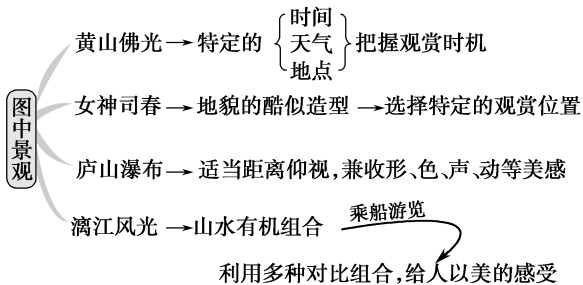 图中景观
黄山佛光→特定的{时间 天气 地点}把握观赏时机
女神司春→地貌的酷似造型→选择特定的观赏位置
庐山瀑布→适当距离仰视,兼收形、色、声、动等美感
漓江风光→山水有机组合
乘船游览
利用多种对比组合,给人以美的感受